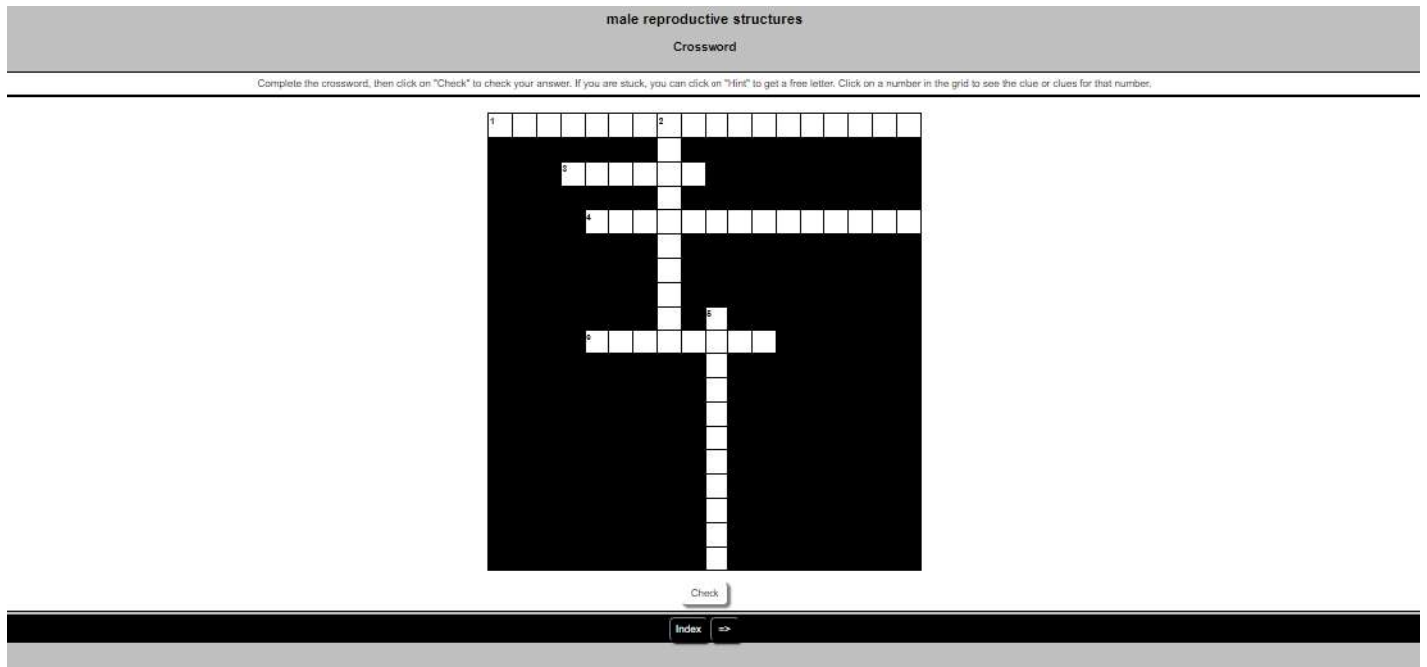 male reproductive structures
Crossword
Complete the crossword, then click on "Check" to check your answer. If you are stuck, you can click on "Hint" to get a free letter. Click on a number in the grid to see the clue or clues for that number.
1 2
3
4
5
6
Check
Index =>